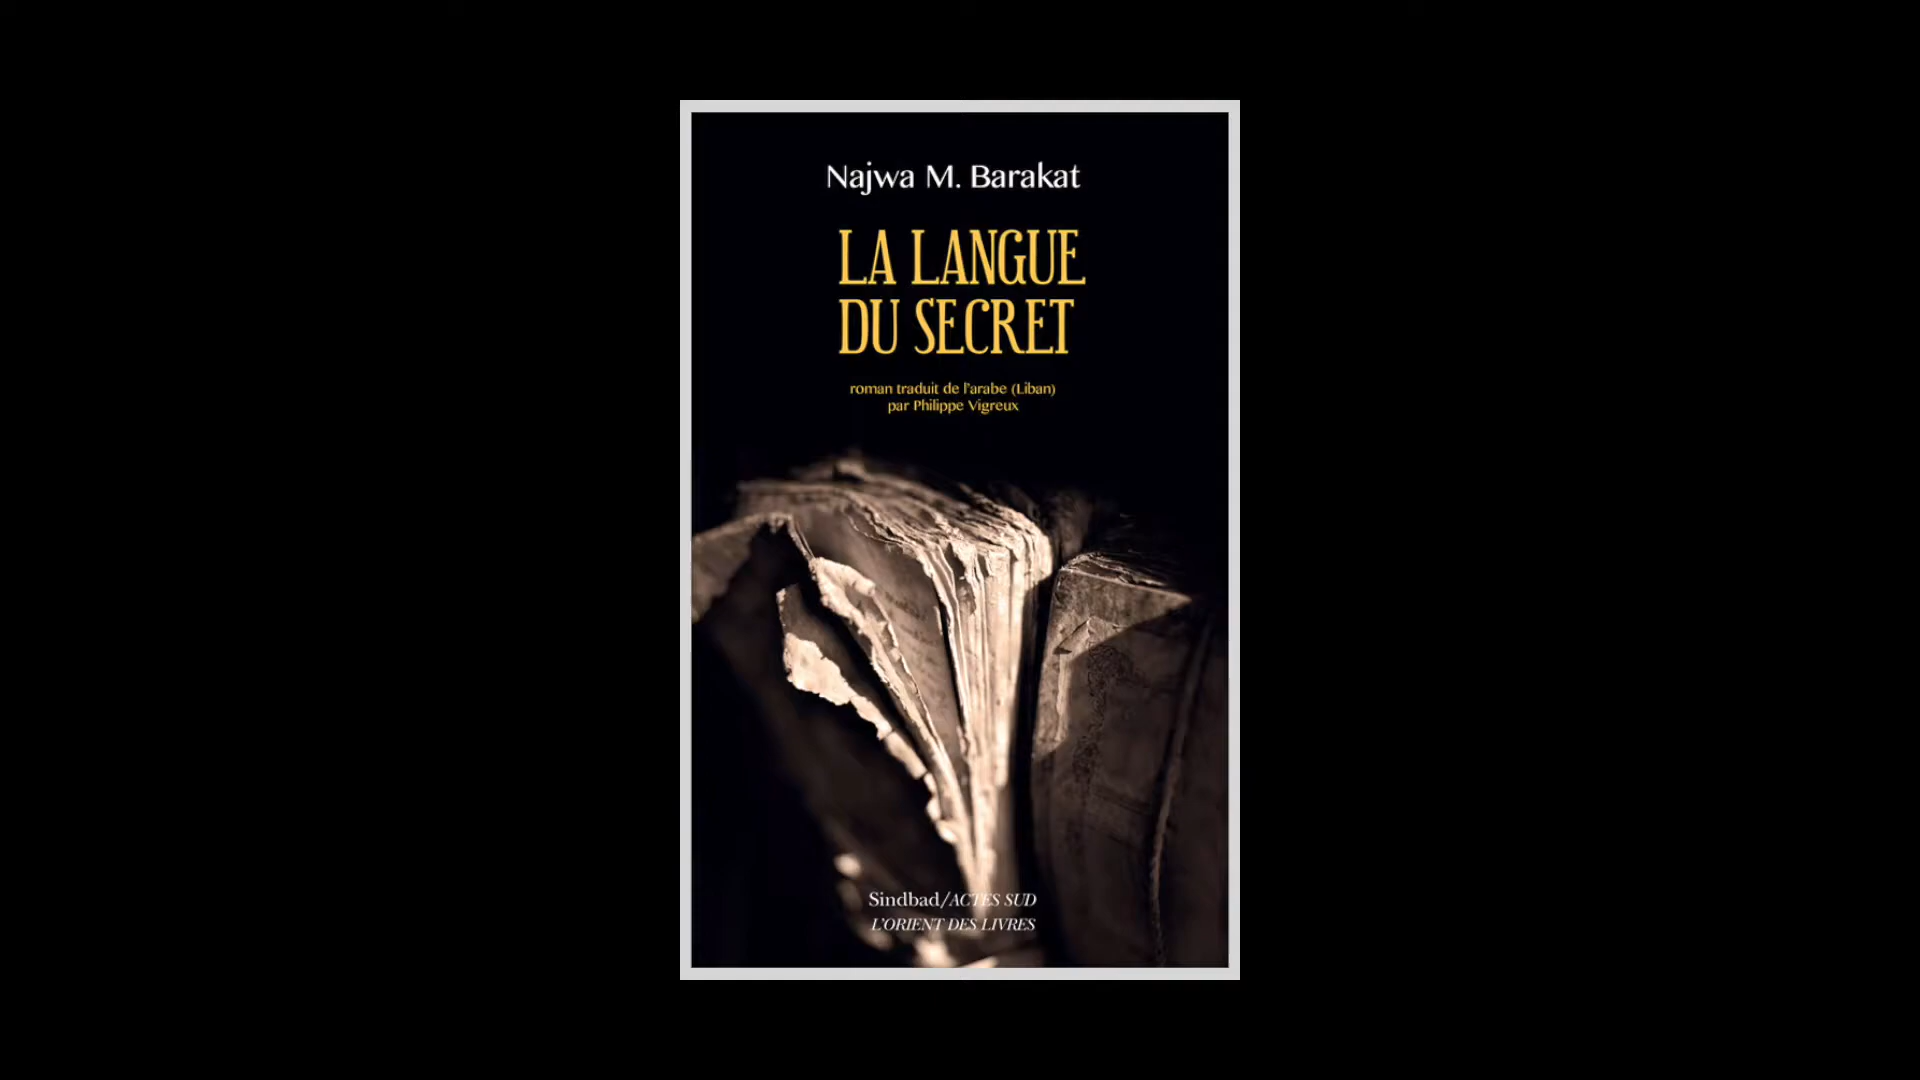 Najwa M. Barakat
LA LANGUE
DU SECRET
roman traduit de l'arabe (Liban)
par Philippe Vigreux
Sindbad/ACTES SUD
L'ORIENT DES LIVRES